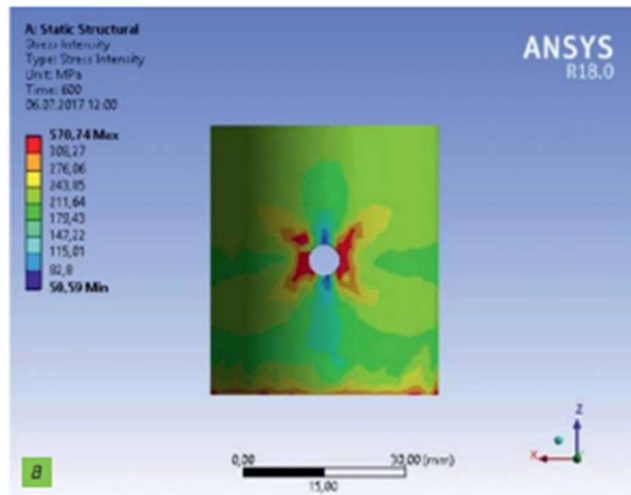 A: Static Structural
Stress Intensity
Type: Stress Intensity
Unit: MPa
Time: 600
06.07.2017 12:00
570,74 Max
308,27
276,06
243,85
211,64
179,43
147,22
115,01
82,8
50,59 Min
ANSYS
R18.0
0,00
30,00 (mm)
15,00
Z
X
a